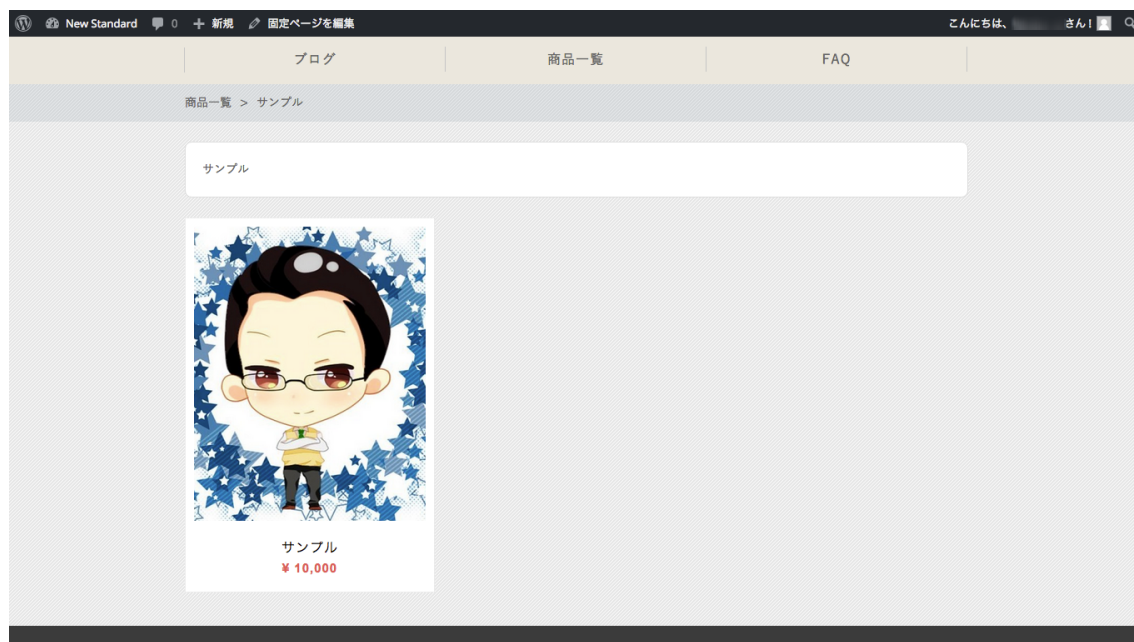 New Standard 0 新規 固定ページを編集 こんにちは、 さん!
ブログ 商品一覧 FAQ
商品一覧 > サンプル
サンプル
サンプル
¥ 10,000